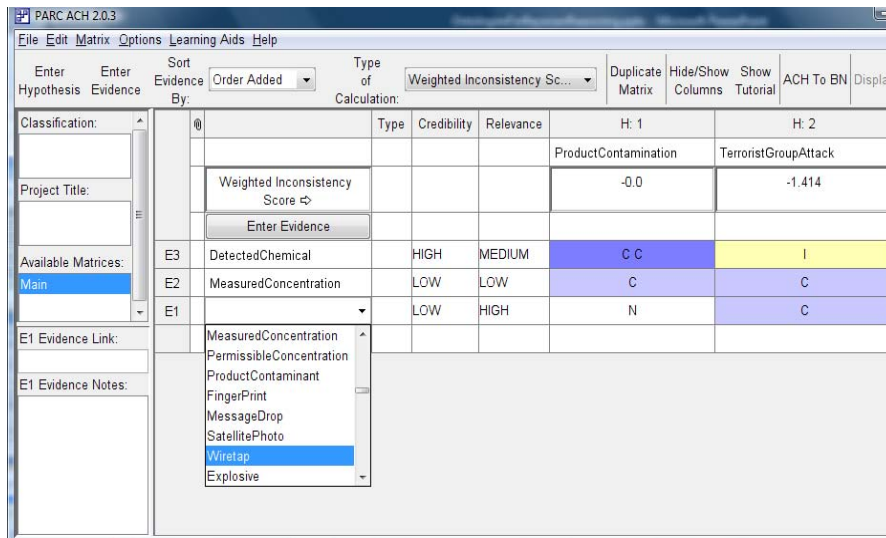 PARC ACH 2.0.3
File Edit Matrix Options Learning Aids Help
Enter Hypothesis
Enter Evidence
Sort Evidence By:
Order Added
Type of Calculation:
Weighted Inconsistency Sc...
Duplicate Matrix
Hide/Show Columns
Show Tutorial
ACH To BN
Classification:
Project Title:
Available Matrices:
Main
E1 Evidence Link:
E1 Evidence Notes:
Type Credibility Relevance H: 1 H: 2
ProductContamination TerroristGroupAttack
Weighted Inconsistency Score ⇨ -0.0 -1.414
Enter Evidence
E3 DetectedChemical HIGH MEDIUM C C I
E2 MeasuredConcentration LOW LOW C C
E1 LOW HIGH N C
MeasuredConcentration
PermissibleConcentration
ProductContaminant
FingerPrint
MessageDrop
SatellitePhoto
Wiretap
Explosive